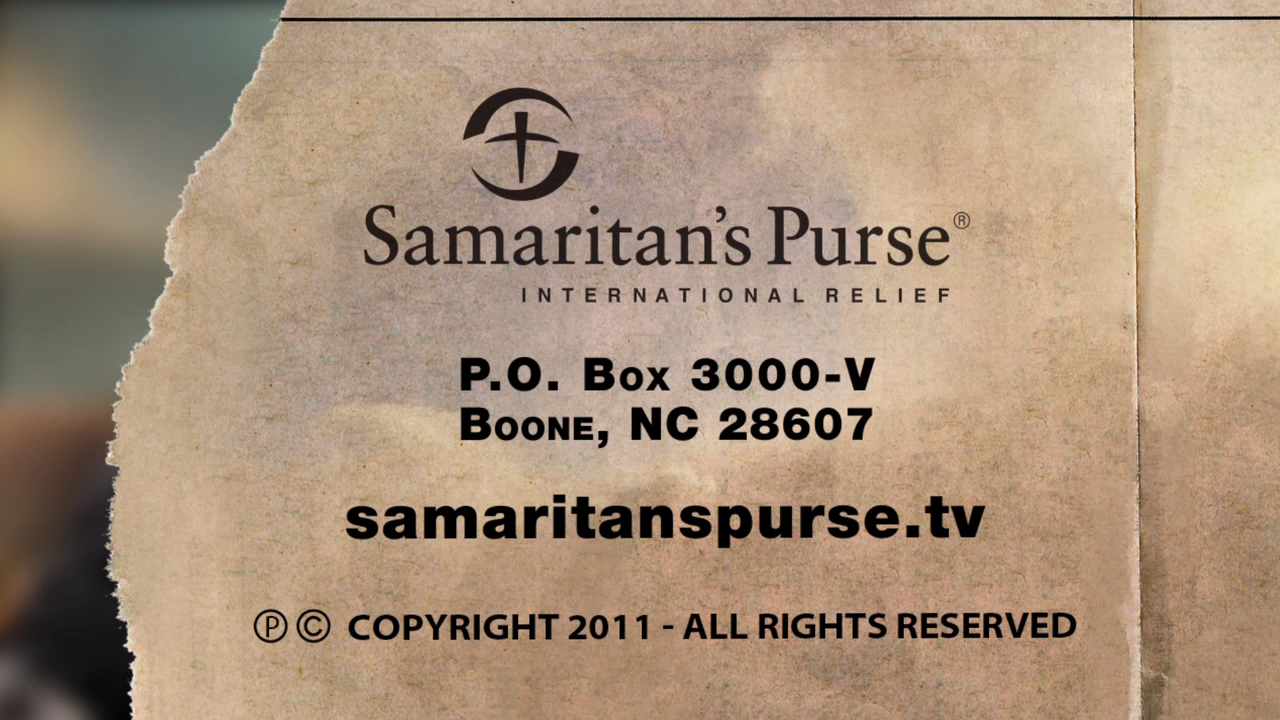 Samaritan's Purse®
INTERNATIONAL RELIEF
P.O. Box 3000-V
Boone, NC 28607
samaritanspurse.tv
℗ © COPYRIGHT 2011 - ALL RIGHTS RESERVED